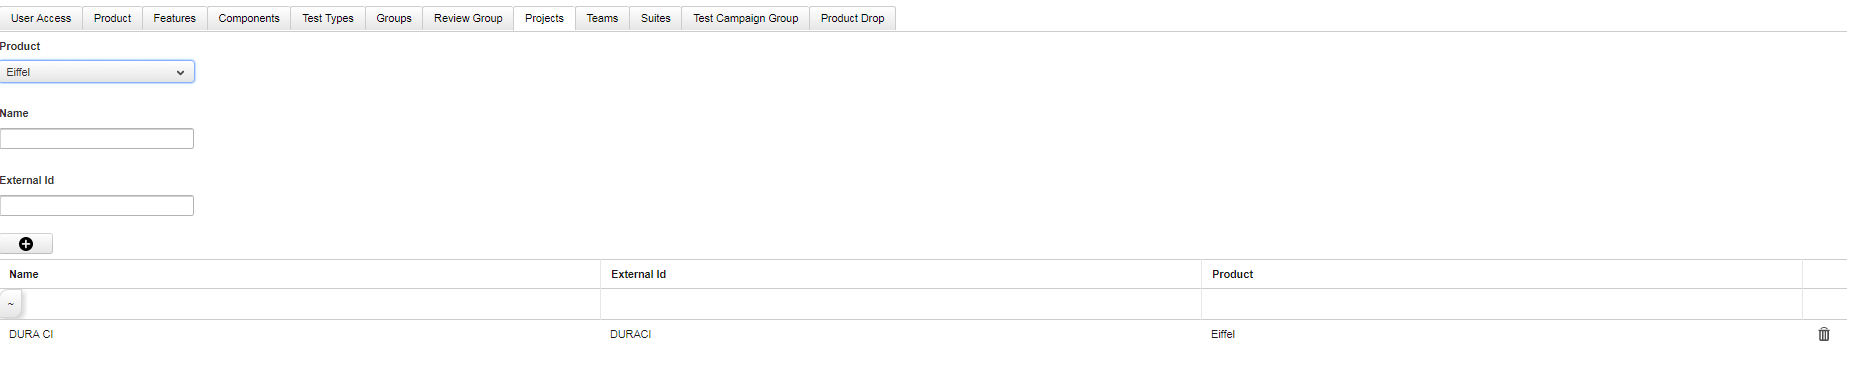 User Access Product Features Components Test Types Groups Review Group Projects Teams Suites Test Campaign Group Product Drop
Product
Eiffel
Name
External Id
Name External Id Product
~
DURA CI DURACI Eiffel